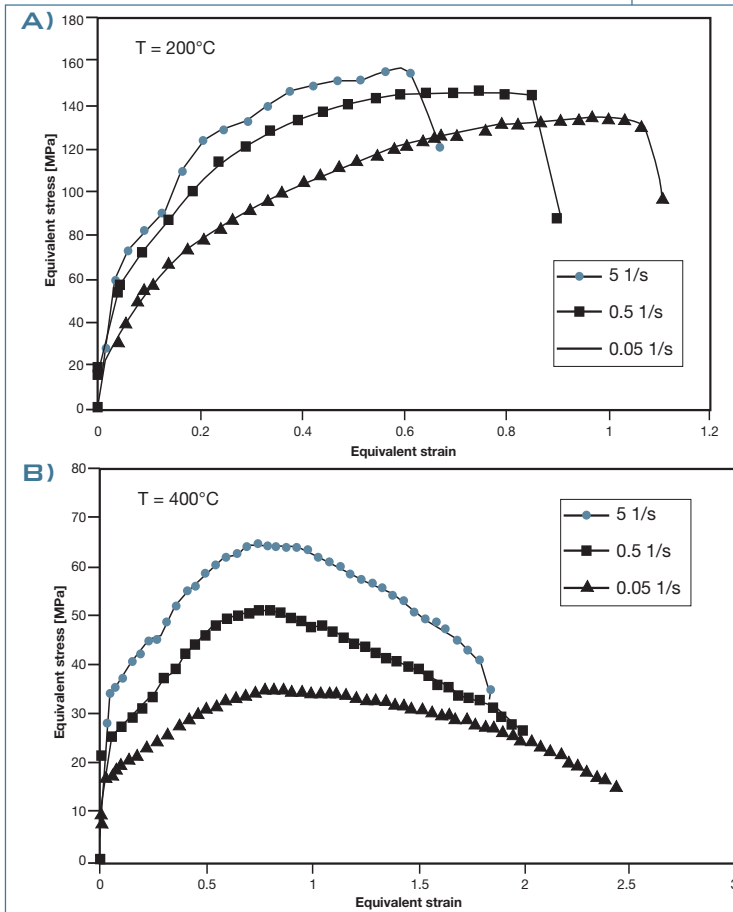 A)
T = 200°C
Equivalent stress [MPa]
180
160
140
120
100
80
60
40
20
0
5 1/s
0.5 1/s
0.05 1/s
0 0.2 0.4 0.6 0.8 1 1.2
Equivalent strain
B)
T = 400°C
Equivalent stress [MPa]
80
70
60
50
40
30
20
10
0
5 1/s
0.5 1/s
0.05 1/s
0 0.5 1 1.5 2 2.5 3
Equivalent strain